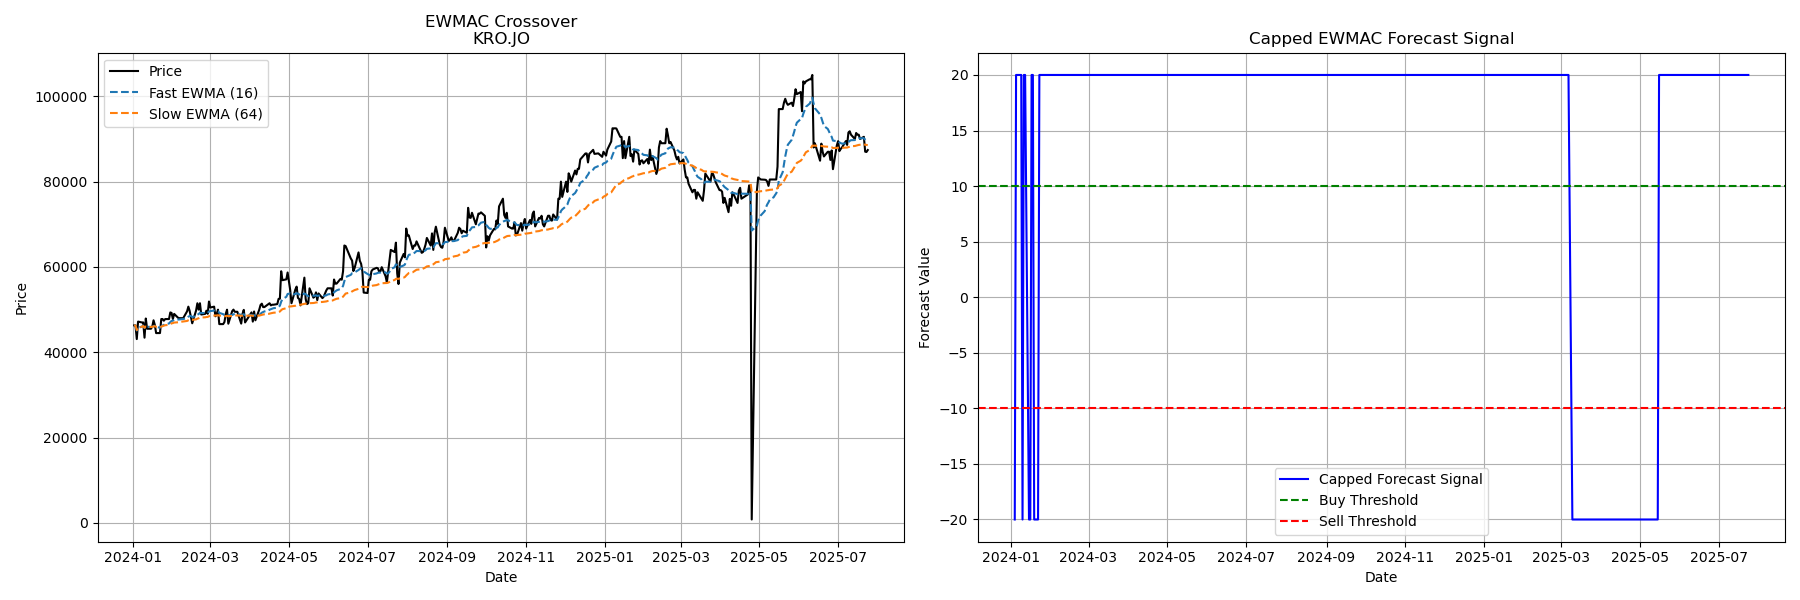 EWMAC Crossover
KRO.JO
Price
Fast EWMA (16)
Slow EWMA (64)
100000
80000
60000
40000
20000
0
Price
2024-01
2024-03
2024-05
2024-07
2024-09
2024-11
2025-01
2025-03
2025-05
2025-07
Date
Capped EWMAC Forecast Signal
20
15
10
5
0
−5
−10
−15
−20
Forecast Value
Capped Forecast Signal
Buy Threshold
Sell Threshold
2024-01
2024-03
2024-05
2024-07
2024-09
2024-11
2025-01
2025-03
2025-05
2025-07
Date